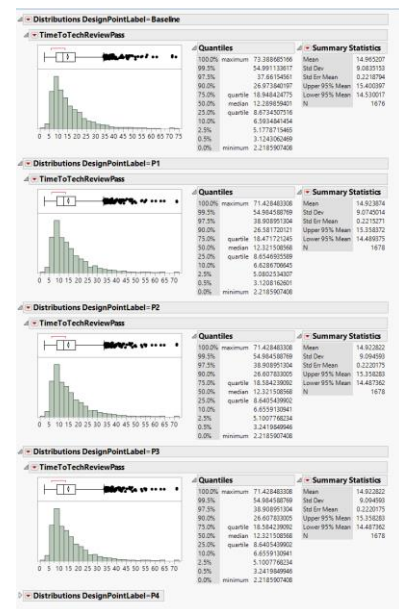 Distributions DesignPointLabel=Baseline
TimeToTechReviewPass
Quantiles
100.0% maximum 73.388665166
99.5% 54.991133617
97.5% 37.66154561
90.0% 26.973840197
75.0% quartile 18.948424775
50.0% median 12.289859401
25.0% quartile 8.6734507516
10.0% 6.5934841454
2.5% 5.1778715465
0.5% 3.1243062469
0.0% minimum 2.2185907408
Summary Statistics
Mean 14.965207
Std Dev 9.0835153
Std Err Mean 0.2218794
Upper 95% Mean 15.400397
Lower 95% Mean 14.530017
N 1676
0 5 10 15 20 25 30 35 40 45 50 55 60 65 70 75
Distributions DesignPointLabel=P1
TimeToTechReviewPass
Quantiles
100.0% maximum 71.428483308
99.5% 54.984588769
97.5% 38.908951304
90.0% 26.581720121
75.0% quartile 18.471721245
50.0% median 12.321508568
25.0% quartile 8.6546935589
10.0% 6.6286700645
2.5% 5.0802534307
0.5% 3.1208162601
0.0% minimum 2.2185907408
Summary Statistics
Mean 14.923874
Std Dev 9.0745014
Std Err Mean 0.2215271
Upper 95% Mean 15.358372
Lower 95% Mean 14.489375
N 1678
0 5 10 15 20 25 30 35 40 45 50 55 60 65 70
Distributions DesignPointLabel=P2
TimeToTechReviewPass
Quantiles
100.0% maximum 71.428483308
99.5% 54.984588769
97.5% 38.908951304
90.0% 26.607833005
75.0% quartile 18.584239092
50.0% median 12.321508568
25.0% quartile 8.6405439902
10.0% 6.6559130941
2.5% 5.1007768234
0.5% 3.2419849946
0.0% minimum 2.2185907408
Summary Statistics
Mean 14.922822
Std Dev 9.094593
Std Err Mean 0.2220175
Upper 95% Mean 15.358283
Lower 95% Mean 14.487362
N 1678
0 5 10 15 20 25 30 35 40 45 50 55 60 65 70
Distributions DesignPointLabel=P3
TimeToTechReviewPass
Quantiles
100.0% maximum 71.428483308
99.5% 54.984588769
97.5% 38.908951304
90.0% 26.607833005
75.0% quartile 18.584239092
50.0% median 12.321508568
25.0% quartile 8.6405439902
10.0% 6.6559130941
2.5% 5.1007768234
0.5% 3.2419849946
0.0% minimum 2.2185907408
Summary Statistics
Mean 14.922822
Std Dev 9.094593
Std Err Mean 0.2220175
Upper 95% Mean 15.358283
Lower 95% Mean 14.487362
N 1678
0 5 10 15 20 25 30 35 40 45 50 55 60 65 70
Distributions DesignPointLabel=P4